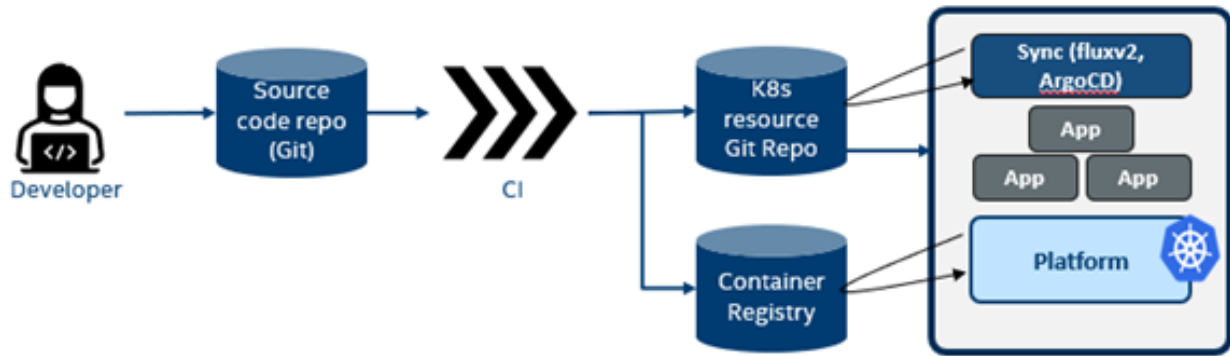 Developer
Source
code repo
(Git)
CI
K8s
resource
Git Repo
Container
Registry
Sync (fluxv2,
ArgoCD)
App
App
App
Platform